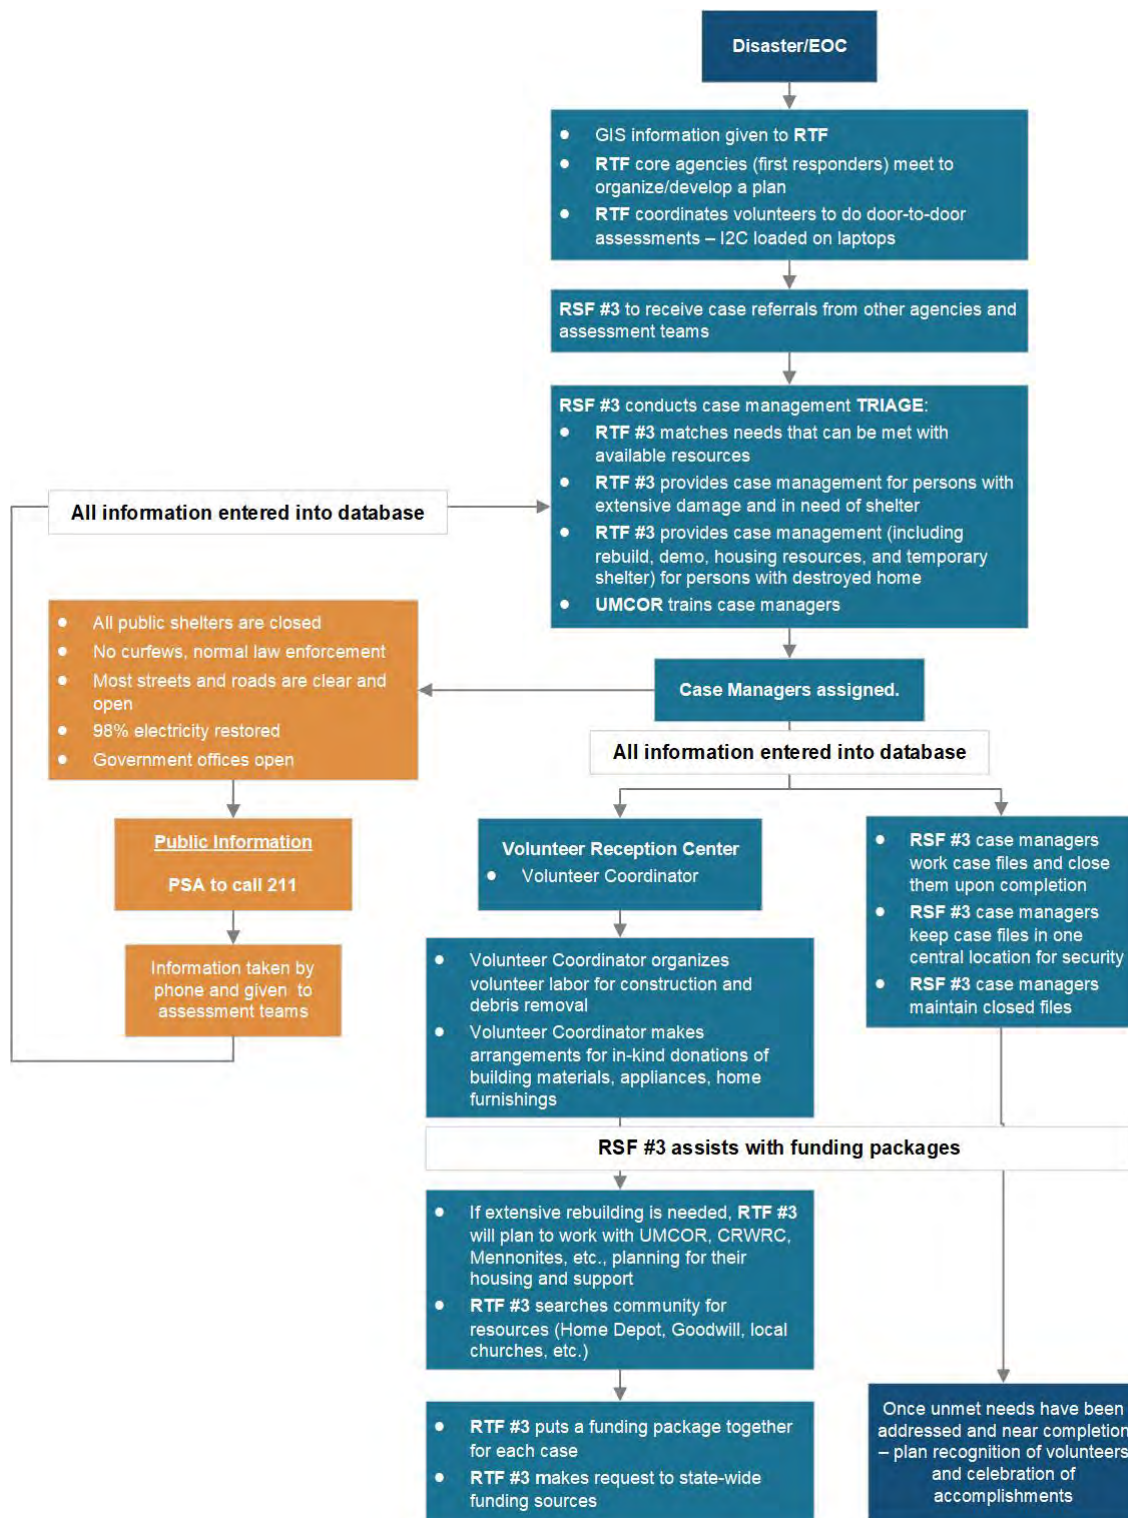 Disaster/EOC
● GIS information given to RTF
● RTF core agencies (first responders) meet to
organize/develop a plan
● RTF coordinates volunteers to do door-to-door
assessments – I2C loaded on laptops
RSF #3 to receive case referrals from other agencies and
assessment teams
RSF #3 conducts case management TRIAGE:
● RTF #3 matches needs that can be met with
available resources
● RTF #3 provides case management for persons with
extensive damage and in need of shelter
● RTF #3 provides case management (including
rebuild, demo, housing resources, and temporary
shelter) for persons with destroyed home
● UMCOR trains case managers
All information entered into database
● All public shelters are closed
● No curfews, normal law enforcement
● Most streets and roads are clear and
open
● 98% electricity restored
● Government offices open
Case Managers assigned.
All information entered into database
Public Information
PSA to call 211
Information taken by
phone and given to
assessment teams
Volunteer Reception Center
● Volunteer Coordinator
● Volunteer Coordinator organizes
volunteer labor for construction and
debris removal
● Volunteer Coordinator makes
arrangements for in-kind donations of
building materials, appliances, home
furnishings
● RSF #3 case managers
work case files and close
them upon completion
● RSF #3 case managers
keep case files in one
central location for security
● RSF #3 case managers
maintain closed files
RSF #3 assists with funding packages
● If extensive rebuilding is needed, RTF #3
will plan to work with UMCOR, CRWRC,
Mennonites, etc., planning for their
housing and support
● RTF #3 searches community for
resources (Home Depot, Goodwill, local
churches, etc.)
● RTF #3 puts a funding package together
for each case
● RTF #3 makes request to state-wide
funding sources
Once unmet needs have been
addressed and near completion
– plan recognition of volunteers
and celebration of
accomplishments